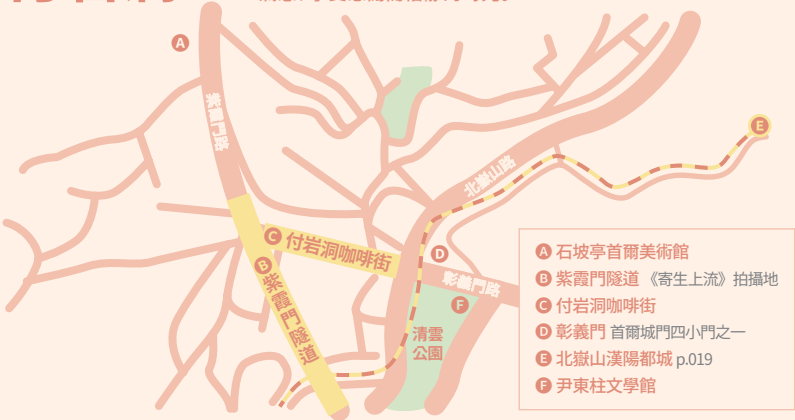 A
紫義門路
E
北嶽山路
C 付岩洞咖啡街
D
B 紫霞門隧道
彰義門路
F
清雲
公園
A 石坡亭首爾美術館
B 紫霞門隧道 《寄生上流》拍攝地
C 付岩洞咖啡街
D 彰義門 首爾城門四小門之一
E 北嶽山漢陽都城 p.019
F 尹東柱文學館